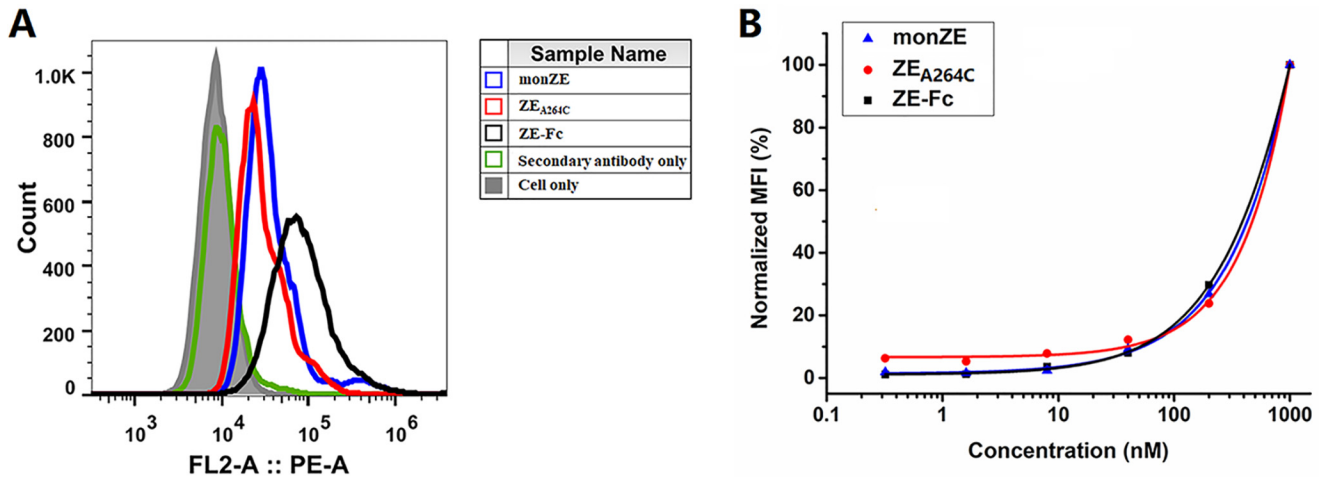 A
1.0K
800
600
400
200
0
Count
10^3
10^4
10^5
10^6
FL2-A :: PE-A
Sample Name
monZE
ZE_A264C
ZE-Fc
Secondary antibody only
Cell only
B
monZE
ZE_A264C
ZE-Fc
100
80
60
40
20
0
Normalized MFI (%)
0.1
1
10
100
1000
Concentration (nM)